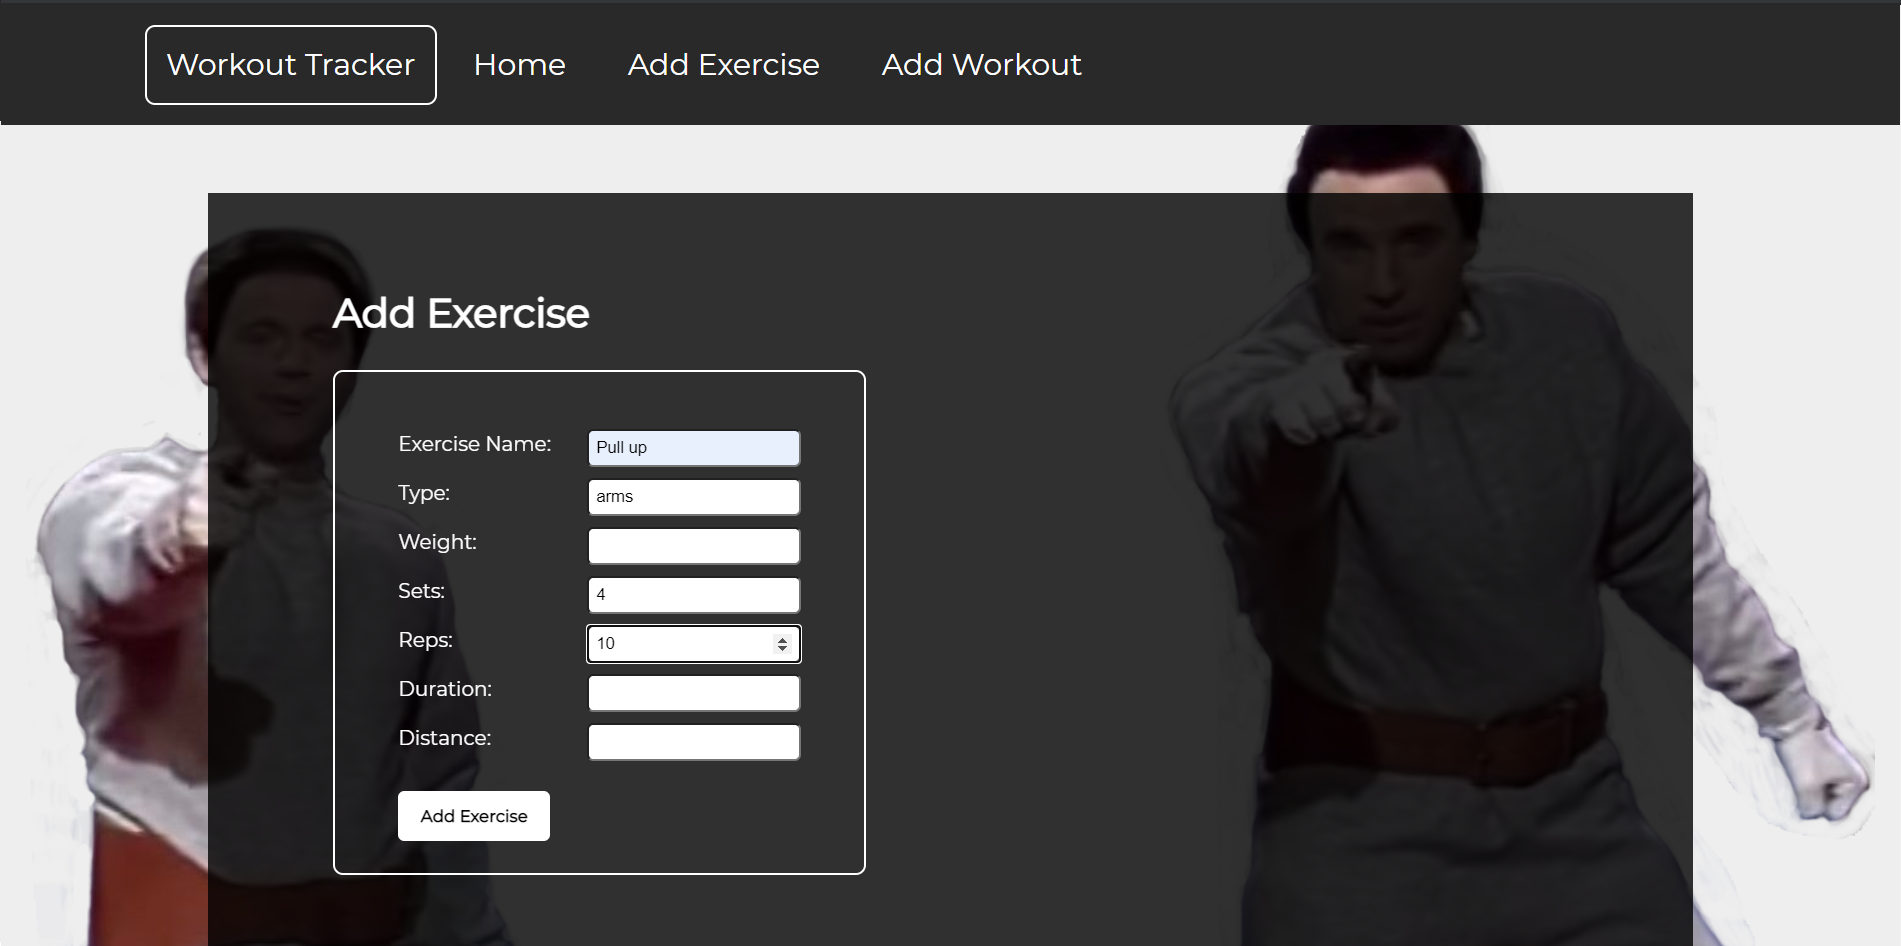 Workout Tracker Home Add Exercise Add Workout
Add Exercise
Exercise Name: Pull up
Type: arms
Weight:
Sets: 4
Reps: 10
Duration:
Distance:
Add Exercise